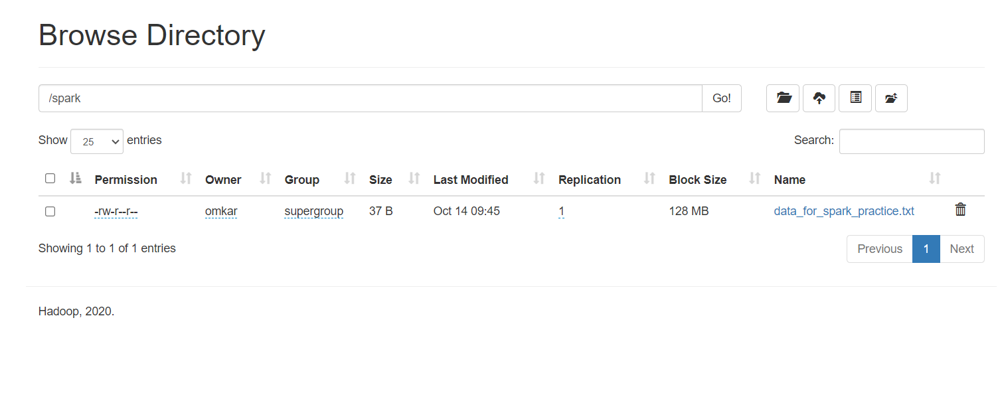 Browse Directory
/spark Go!
Show 25 entries Search:
Permission Owner Group Size Last Modified Replication Block Size Name
-rw-r--r-- omkar supergroup 37 B Oct 14 09:45 1 128 MB data_for_spark_practice.txt
Showing 1 to 1 of 1 entries Previous 1 Next
Hadoop, 2020.